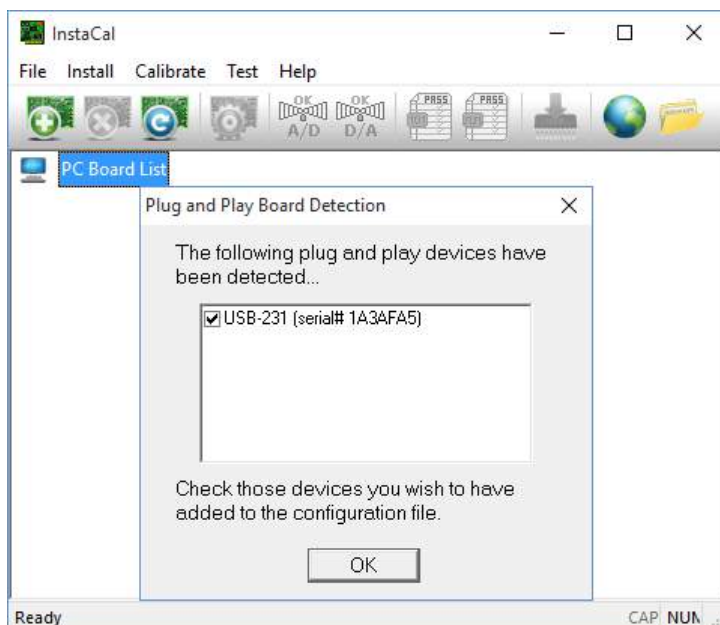 InstaCal
File Install Calibrate Test Help
OK
A/D
OK
D/A
PASS
PASS
PC Board List
Plug and Play Board Detection
The following plug and play devices have
been detected...
USB-231 (serial# 1A3AFA5)
Check those devices you wish to have
added to the configuration file.
OK
Ready
CAP NUM